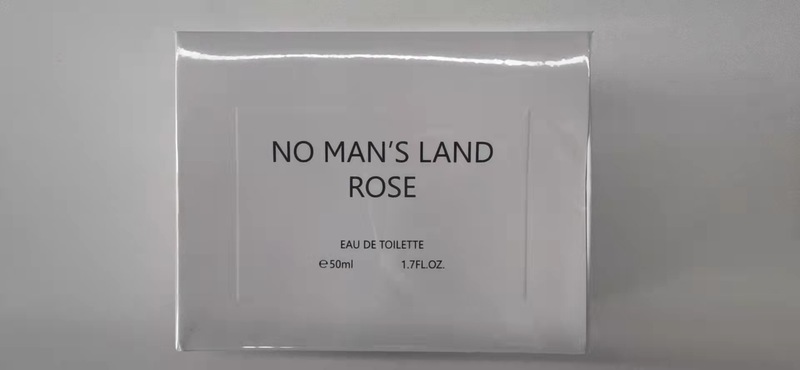 NO MAN'S LAND
ROSE
EAU DE TOILETTE
℮50ml 1.7FL.OZ.